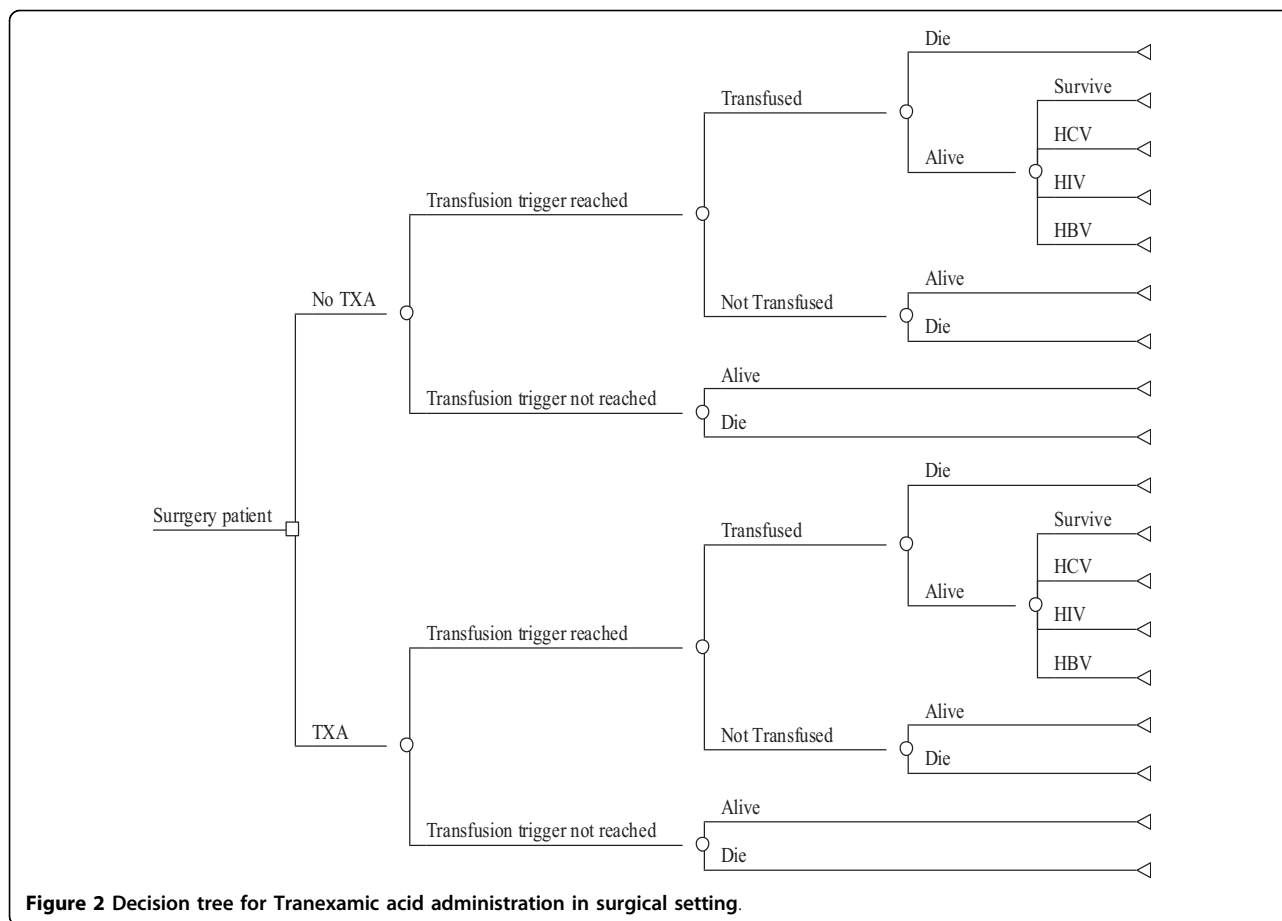 Die
Survive
Transfused
HCV
Alive
HIV
Transfusion trigger reached
HBV
Alive
No TXA
Not Transfused
Die
Alive
Transfusion trigger not reached
Die
Die
Surrgery patient
Survive
Transfused
HCV
Alive
HIV
Transfusion trigger reached
HBV
Alive
TXA
Not Transfused
Die
Alive
Transfusion trigger not reached
Die
Figure 2 Decision tree for Tranexamic acid administration in surgical setting.